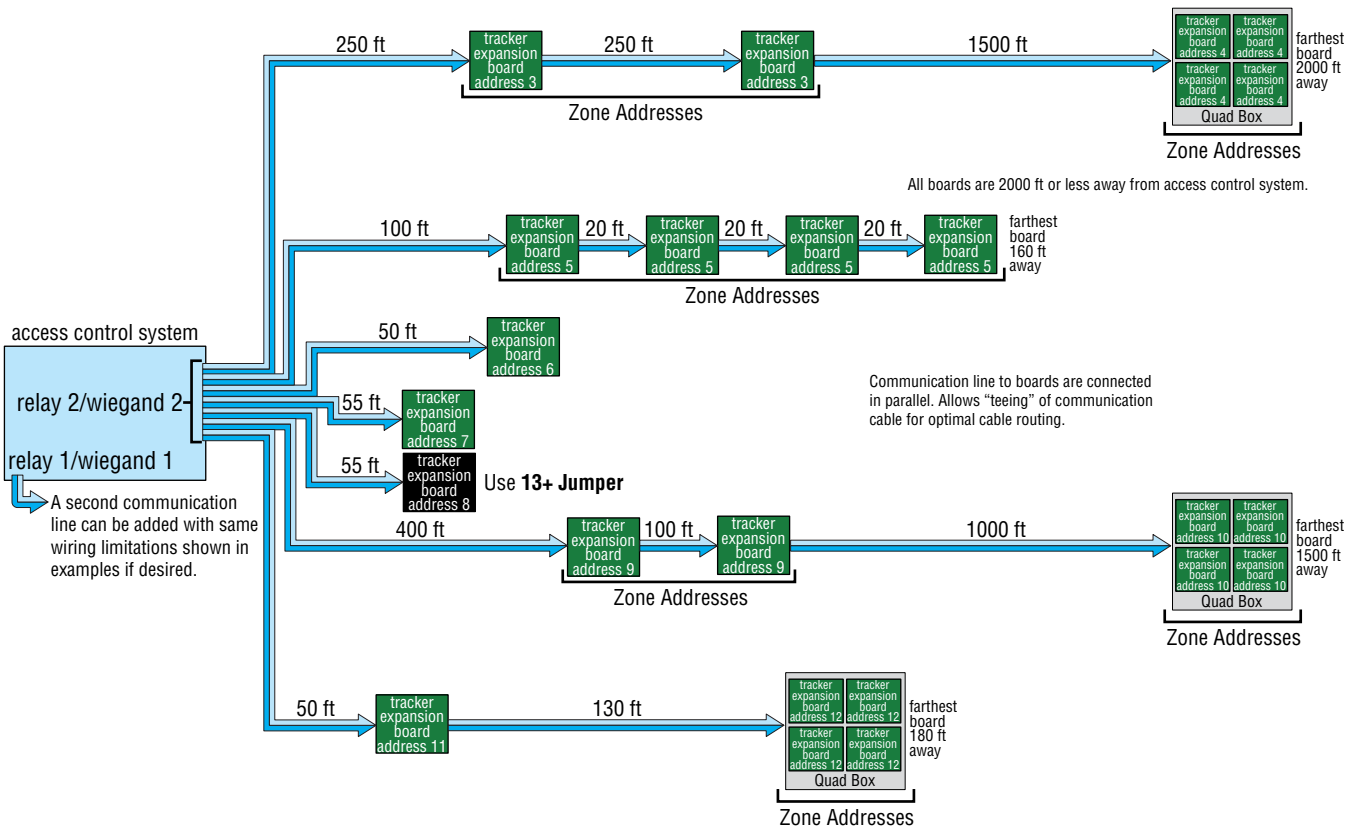 250 ft
tracker
expansion
board
address 3
250 ft
tracker
expansion
board
address 3
1500 ft
tracker
expansion
board
address 4
tracker
expansion
board
address 4
tracker
expansion
board
address 4
tracker
expansion
board
address 4
Quad Box
farthest
board
2000 ft
away
Zone Addresses
Zone Addresses
All boards are 2000 ft or less away from access control system.
100 ft
tracker
expansion
board
address 5
20 ft
tracker
expansion
board
address 5
20 ft
tracker
expansion
board
address 5
20 ft
tracker
expansion
board
address 5
farthest
board
160 ft
away
Zone Addresses
50 ft
tracker
expansion
board
address 6
access control system
relay 2/wiegand 2
relay 1/wiegand 1
A second communication
line can be added with same
wiring limitations shown in
examples if desired.
55 ft
tracker
expansion
board
address 7
Communication line to boards are connected
in parallel. Allows “teeing” of communication
cable for optimal cable routing.
55 ft
tracker
expansion
board
address 8
Use 13+ Jumper
400 ft
tracker
expansion
board
address 9
100 ft
tracker
expansion
board
address 9
1000 ft
tracker
expansion
board
address 10
tracker
expansion
board
address 10
tracker
expansion
board
address 10
tracker
expansion
board
address 10
Quad Box
farthest
board
1500 ft
away
Zone Addresses
Zone Addresses
50 ft
tracker
expansion
board
address 11
130 ft
tracker
expansion
board
address 12
tracker
expansion
board
address 12
tracker
expansion
board
address 12
tracker
expansion
board
address 12
Quad Box
farthest
board
180 ft
away
Zone Addresses